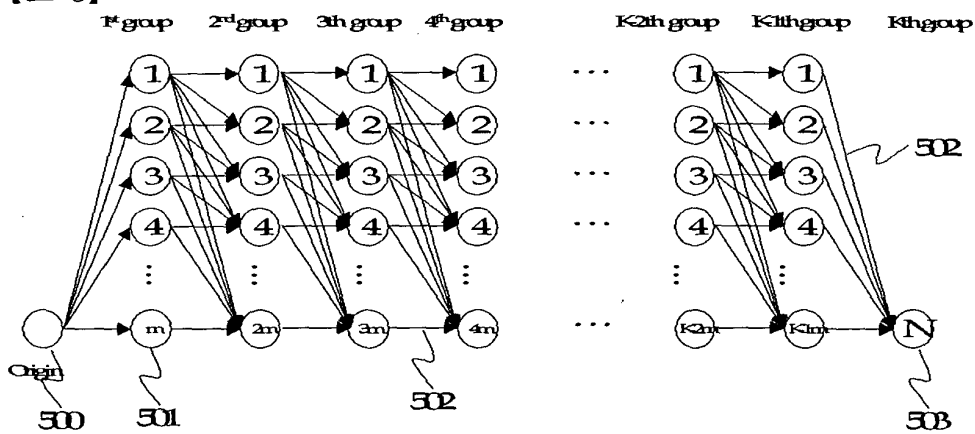 1st group 2nd group 3th group 4th group K-2th group K-1th group Kth group
1 1 1 1 ... 1 1
2 2 2 2 ... 2 2
502
3 3 3 3 ... 3 3
4 4 4 4 ... 4 4
m 2m 3m 4m ... K-2m K-1m N
Origin
500 501 502 503